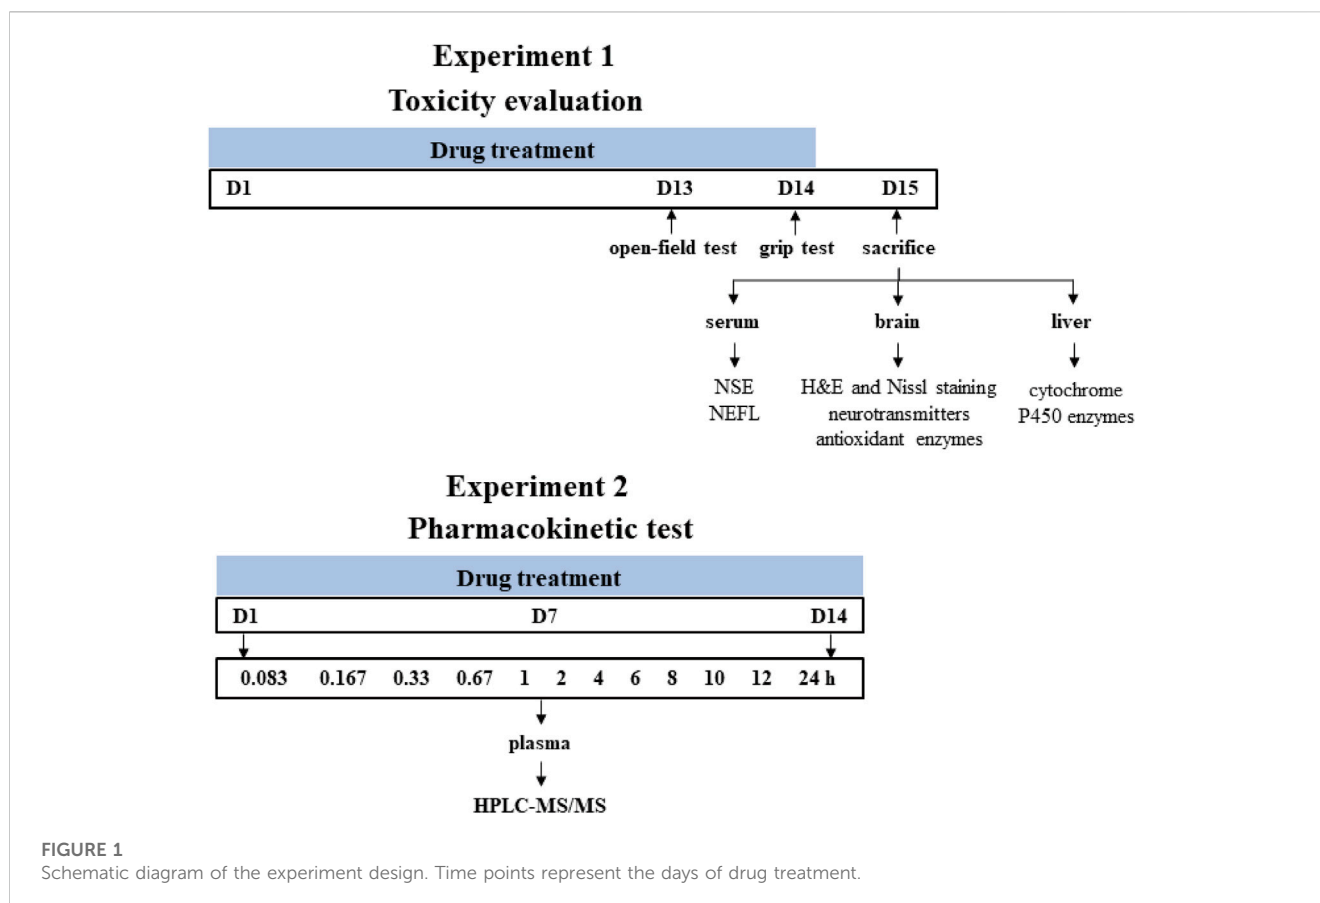 Experiment 1
Toxicity evaluation
Drug treatment
D1 D13 D14 D15
open-field test grip test sacrifice
serum brain liver
NSE
NEFL
H&E and Nissl staining
neurotransmitters
antioxidant enzymes
cytochrome
P450 enzymes
Experiment 2
Pharmacokinetic test
Drug treatment
D1 D7 D14
0.083 0.167 0.33 0.67 1 2 4 6 8 10 12 24 h
plasma
HPLC-MS/MS
FIGURE 1
Schematic diagram of the experiment design. Time points represent the days of drug treatment.